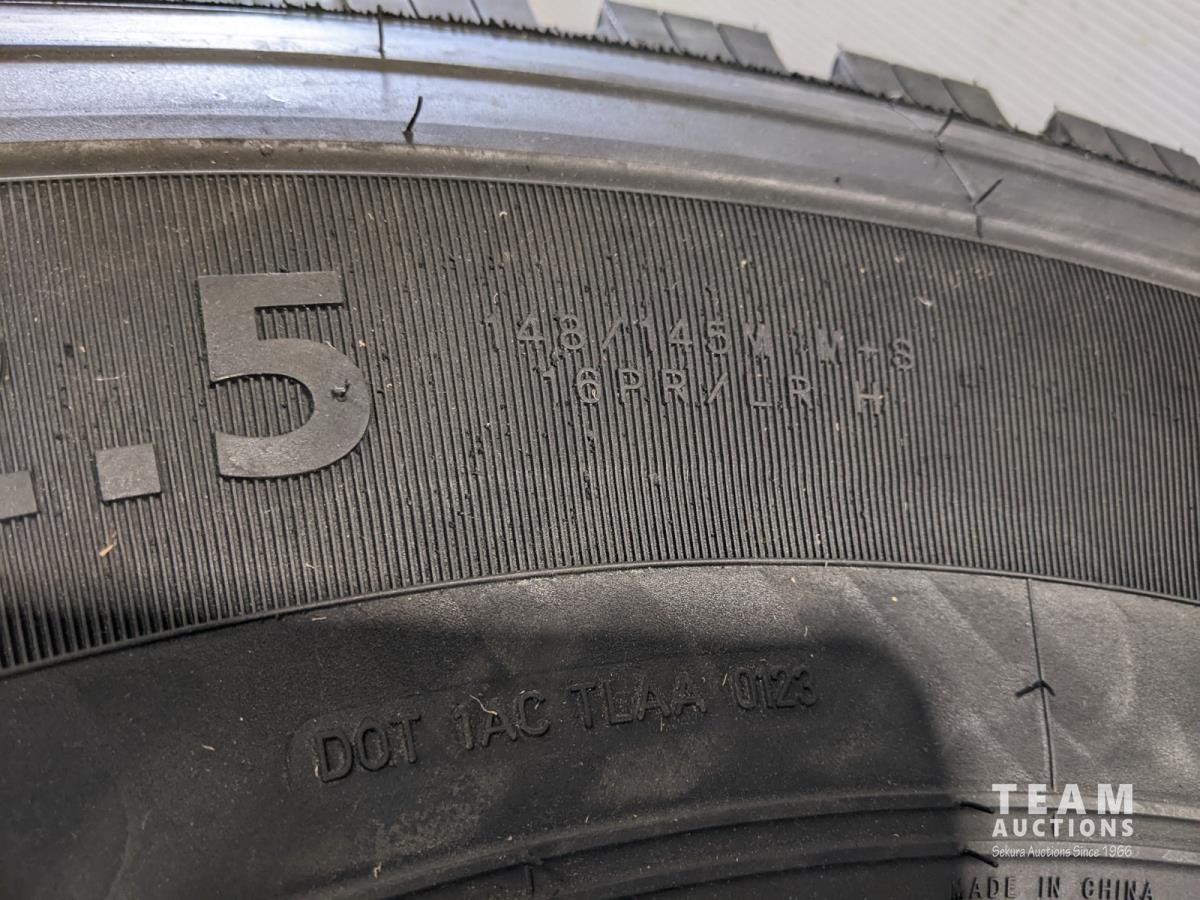 .5
148/145M M+S
16PR/LR H
DOT 1AC TLAA 0123
TEAM
AUCTIONS
Sekura Auctions Since 1966
MADE IN CHINA